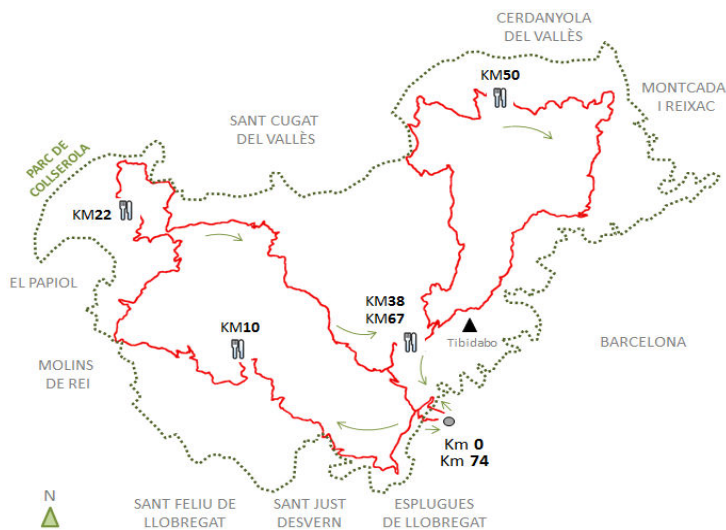 CERDANYOLA
DEL VALLÈS
KM50
MONTCADA
I REIXAC
SANT CUGAT
DEL VALLÈS
PARC DE
COLLSEROLA
KM22
EL PAPIOL
KM38
KM67
KM10
Tibidabo
BARCELONA
MOLINS
DE REI
Km 0
Km 74
N
SANT FELIU DE
LLOBREGAT
SANT JUST
DESVERN
ESPLUGUES
DE LLOBREGAT